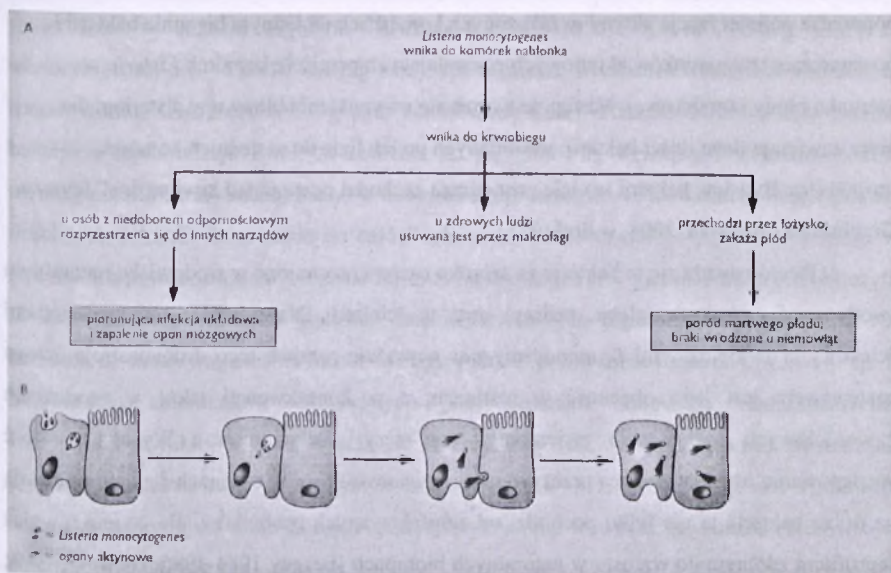 A
Listeria monocytogenes
wnika do komórek nabłonka
wnika do krwiobiegu
u osób z niedoborem odpornościowym
rozprzestrzenia się do innych narządów
u zdrowych ludzi
usuwana jest przez makrofagi
przechodzi przez łożysko,
zakaża płód
piorunująca infekcja układowa
i zapalenie opon mózgowych
poród martwego płodu,
braki wrodzone u niemowląt
B
= Listeria monocytogenes
= ogony aktynowe